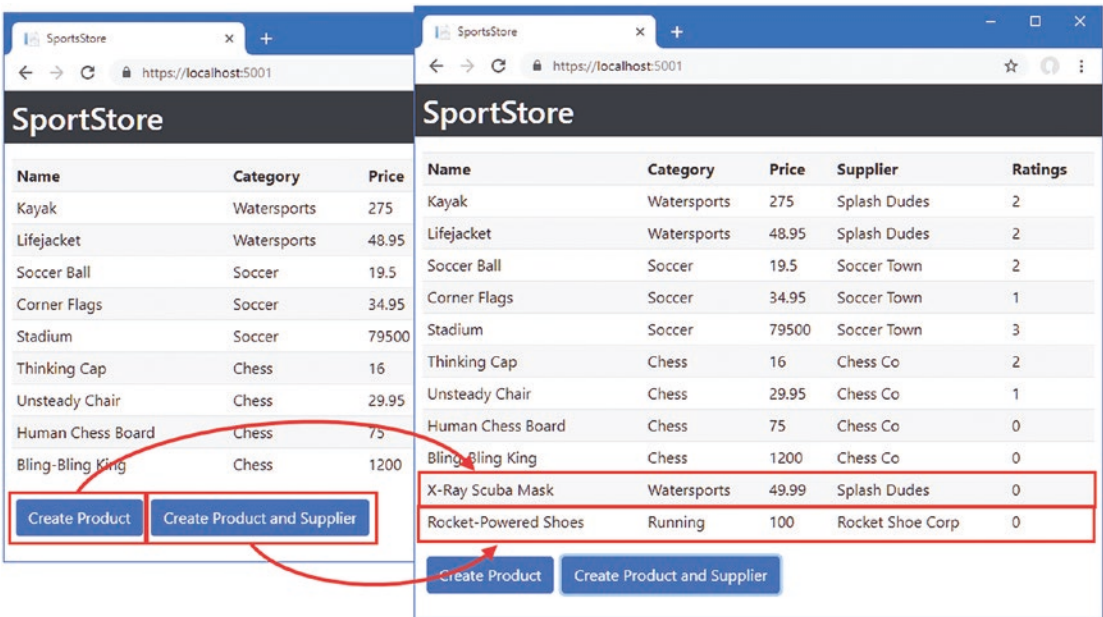 SportsStore
https://localhost:5001
SportStore
Name Category Price
Kayak Watersports 275
Lifejacket Watersports 48.95
Soccer Ball Soccer 19.5
Corner Flags Soccer 34.95
Stadium Soccer 79500
Thinking Cap Chess 16
Unsteady Chair Chess 29.95
Human Chess Board Chess 75
Bling-Bling King Chess 1200
Create Product Create Product and Supplier
SportsStore
https://localhost:5001
SportStore
Name Category Price Supplier Ratings
Kayak Watersports 275 Splash Dudes 2
Lifejacket Watersports 48.95 Splash Dudes 2
Soccer Ball Soccer 19.5 Soccer Town 2
Corner Flags Soccer 34.95 Soccer Town 1
Stadium Soccer 79500 Soccer Town 3
Thinking Cap Chess 16 Chess Co 2
Unsteady Chair Chess 29.95 Chess Co 1
Human Chess Board Chess 75 Chess Co 0
Bling-Bling King Chess 1200 Chess Co 0
X-Ray Scuba Mask Watersports 49.99 Splash Dudes 0
Rocket-Powered Shoes Running 100 Rocket Shoe Corp 0
Create Product Create Product and Supplier